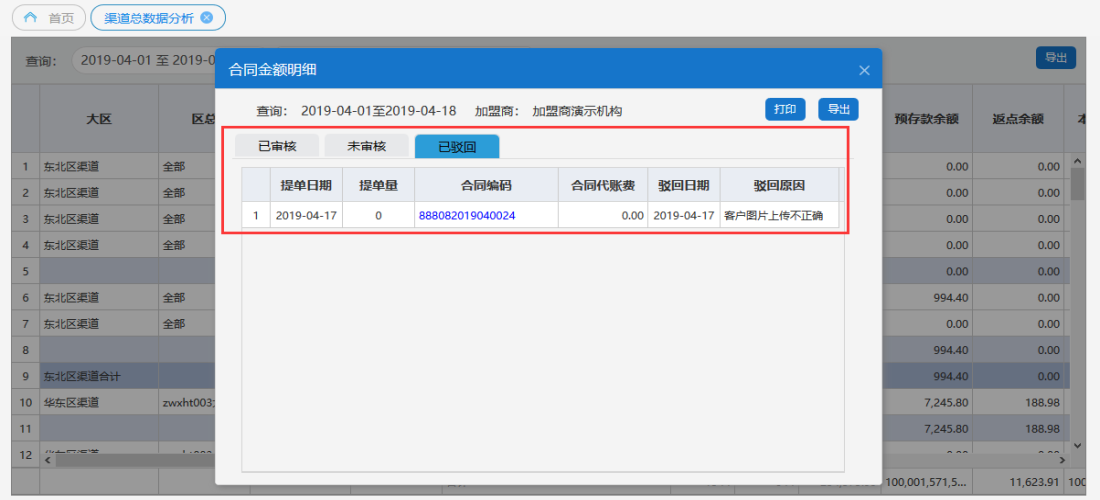 首页 渠道总数据分析
查询: 2019-04-01 至 2019-0 导出
合同金额明细
查询: 2019-04-01至2019-04-18 加盟商: 加盟商演示机构 打印 导出
已审核 未审核 已驳回
提单日期 提单量 合同编码 合同代账费 驳回日期 驳回原因
1 2019-04-17 0 888082019040024 0.00 2019-04-17 客户图片上传不正确
大区 区总 预存款余额 返点余额
1 东北区渠道 全部 0.00 0.00
2 东北区渠道 全部 0.00 0.00
3 东北区渠道 全部 0.00 0.00
4 东北区渠道 全部 0.00 0.00
5 0.00 0.00
6 东北区渠道 全部 994.40 0.00
7 东北区渠道 全部 0.00 0.00
8 994.40 0.00
9 东北区渠道合计 994.40 0.00
10 华东区渠道 zwxht003 7,245.80 188.98
11 7,245.80 188.98
12
100,001,571,5... 11,623.91 100